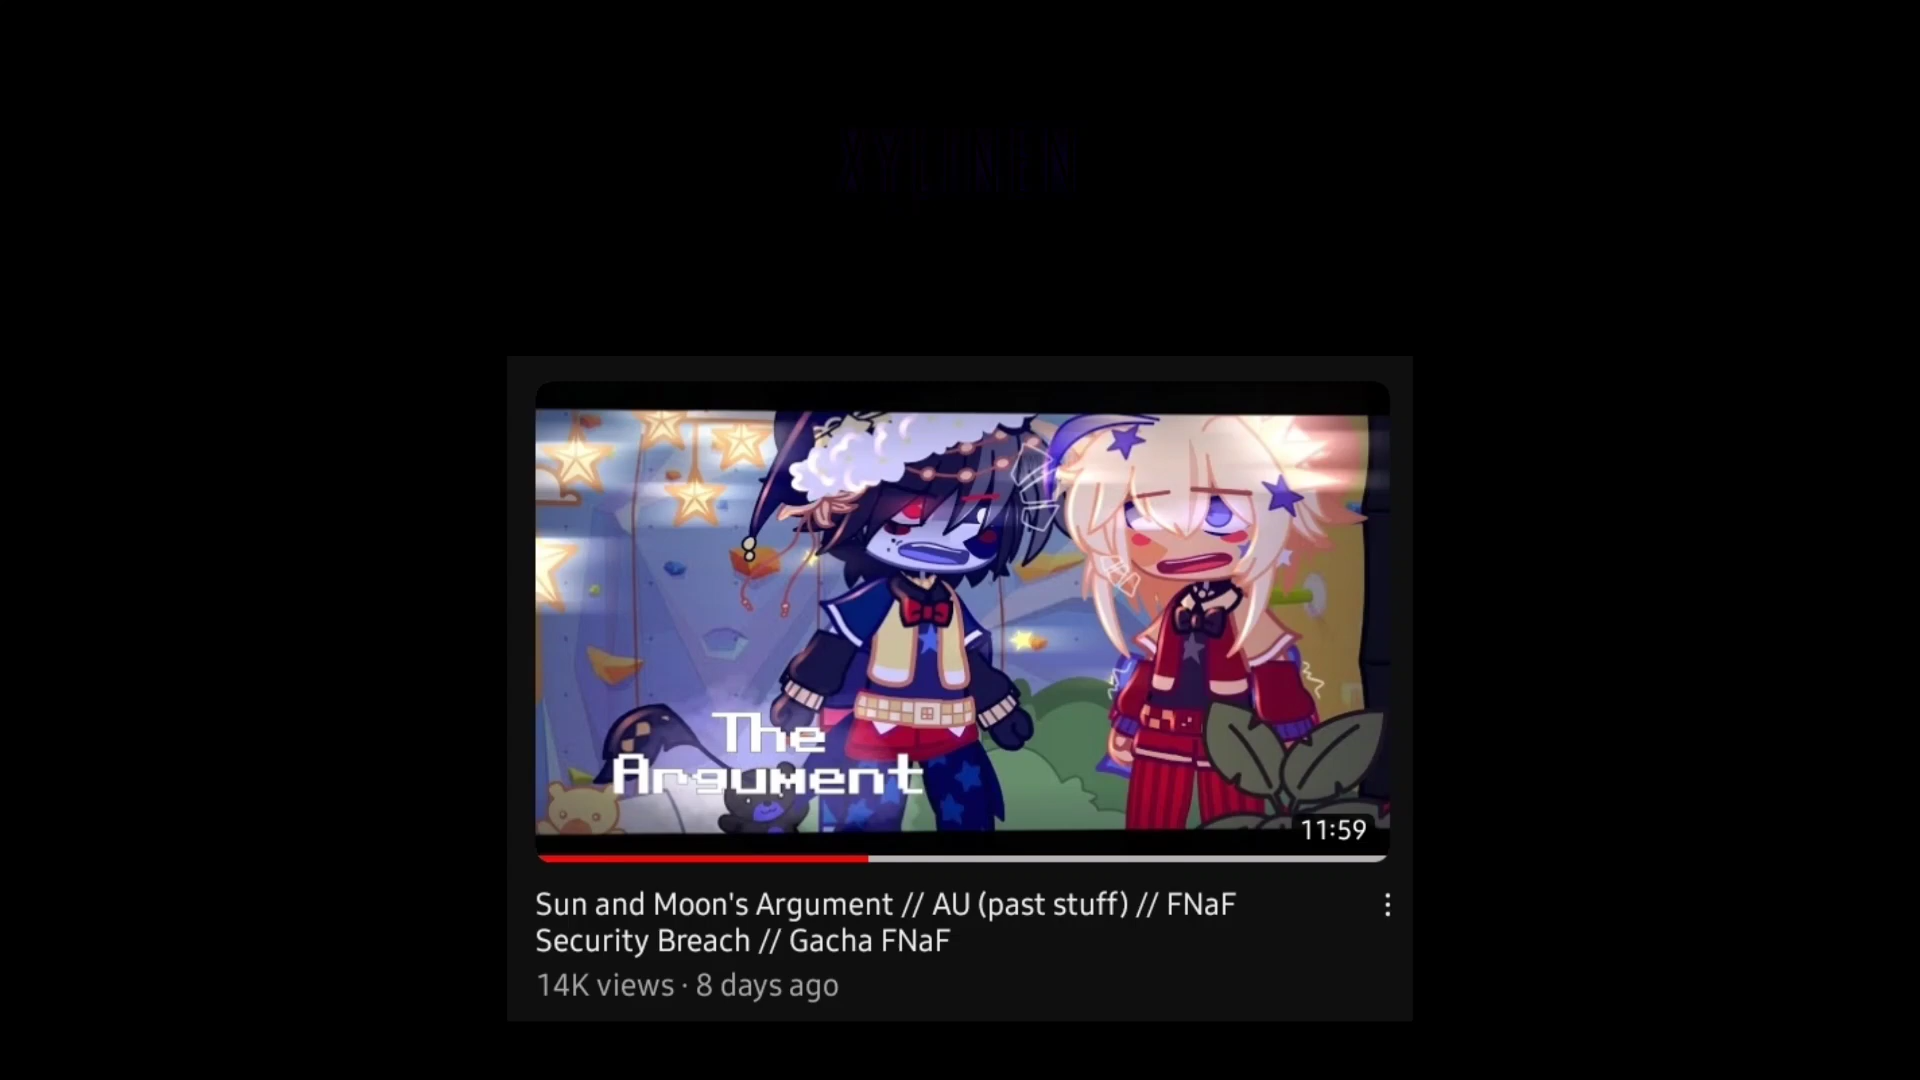 The
Argument
11:59
Sun and Moon's Argument // AU (past stuff) // FNaF
Security Breach // Gacha FNaF
14K views · 8 days ago